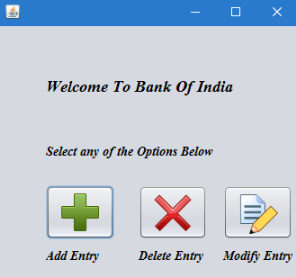 Welcome To Bank Of India
Select any of the Options Below
Add Entry Delete Entry Modify Entry